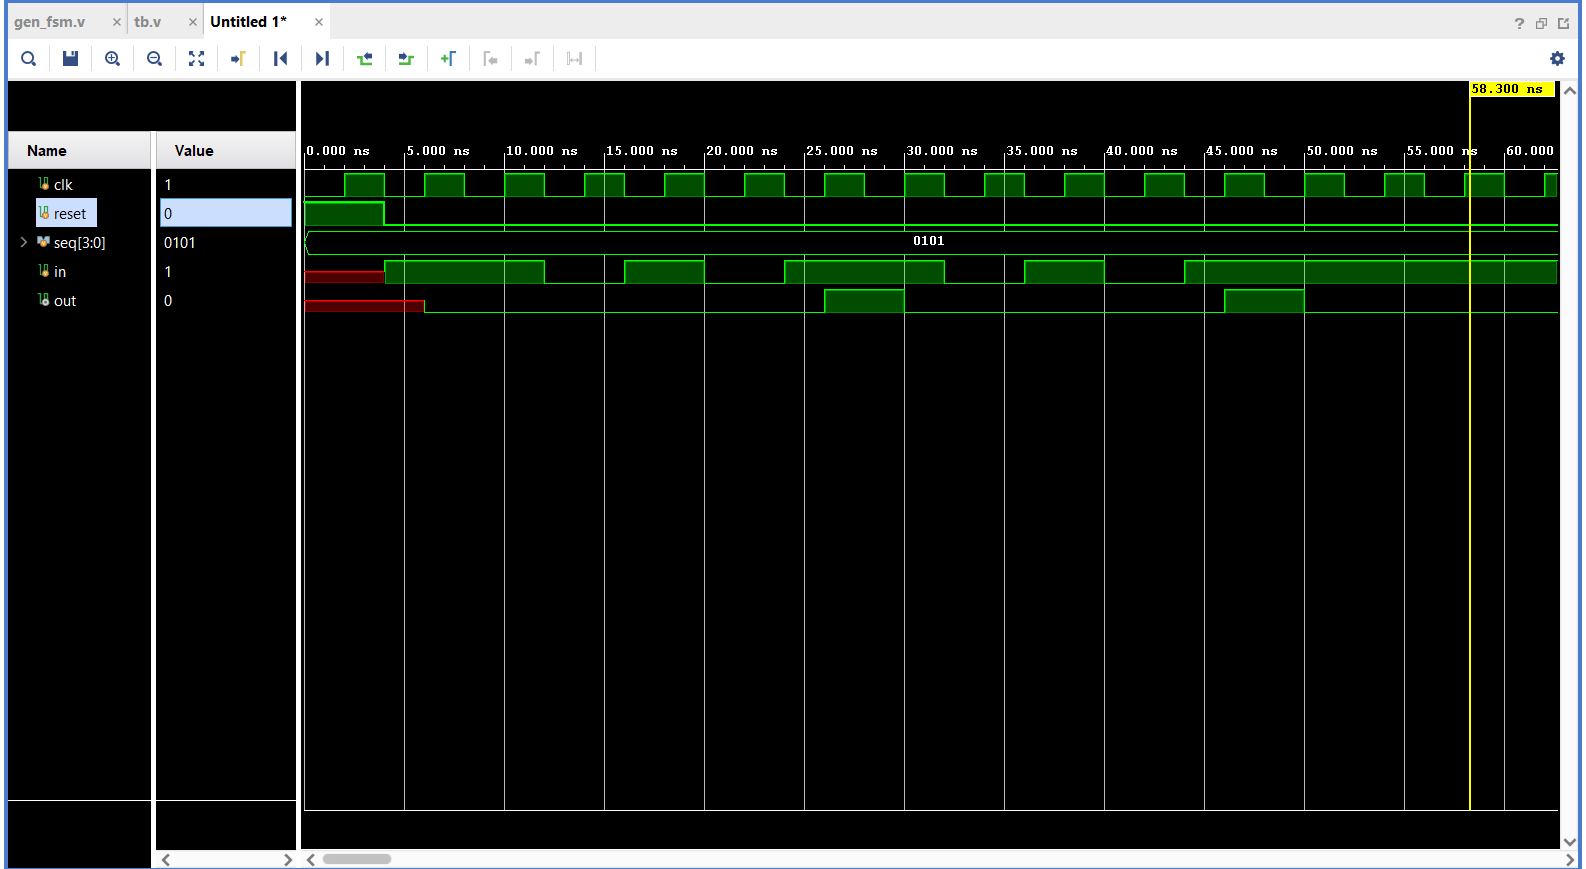 gen_fsm.v × tb.v × Untitled 1* ×
?
58.300 ns
Name Value
0.000 ns 5.000 ns 10.000 ns 15.000 ns 20.000 ns 25.000 ns 30.000 ns 35.000 ns 40.000 ns 45.000 ns 50.000 ns 55.000 ns 60.000
clk 1
reset 0
seq[3:0] 0101 0101
in 1
out 0